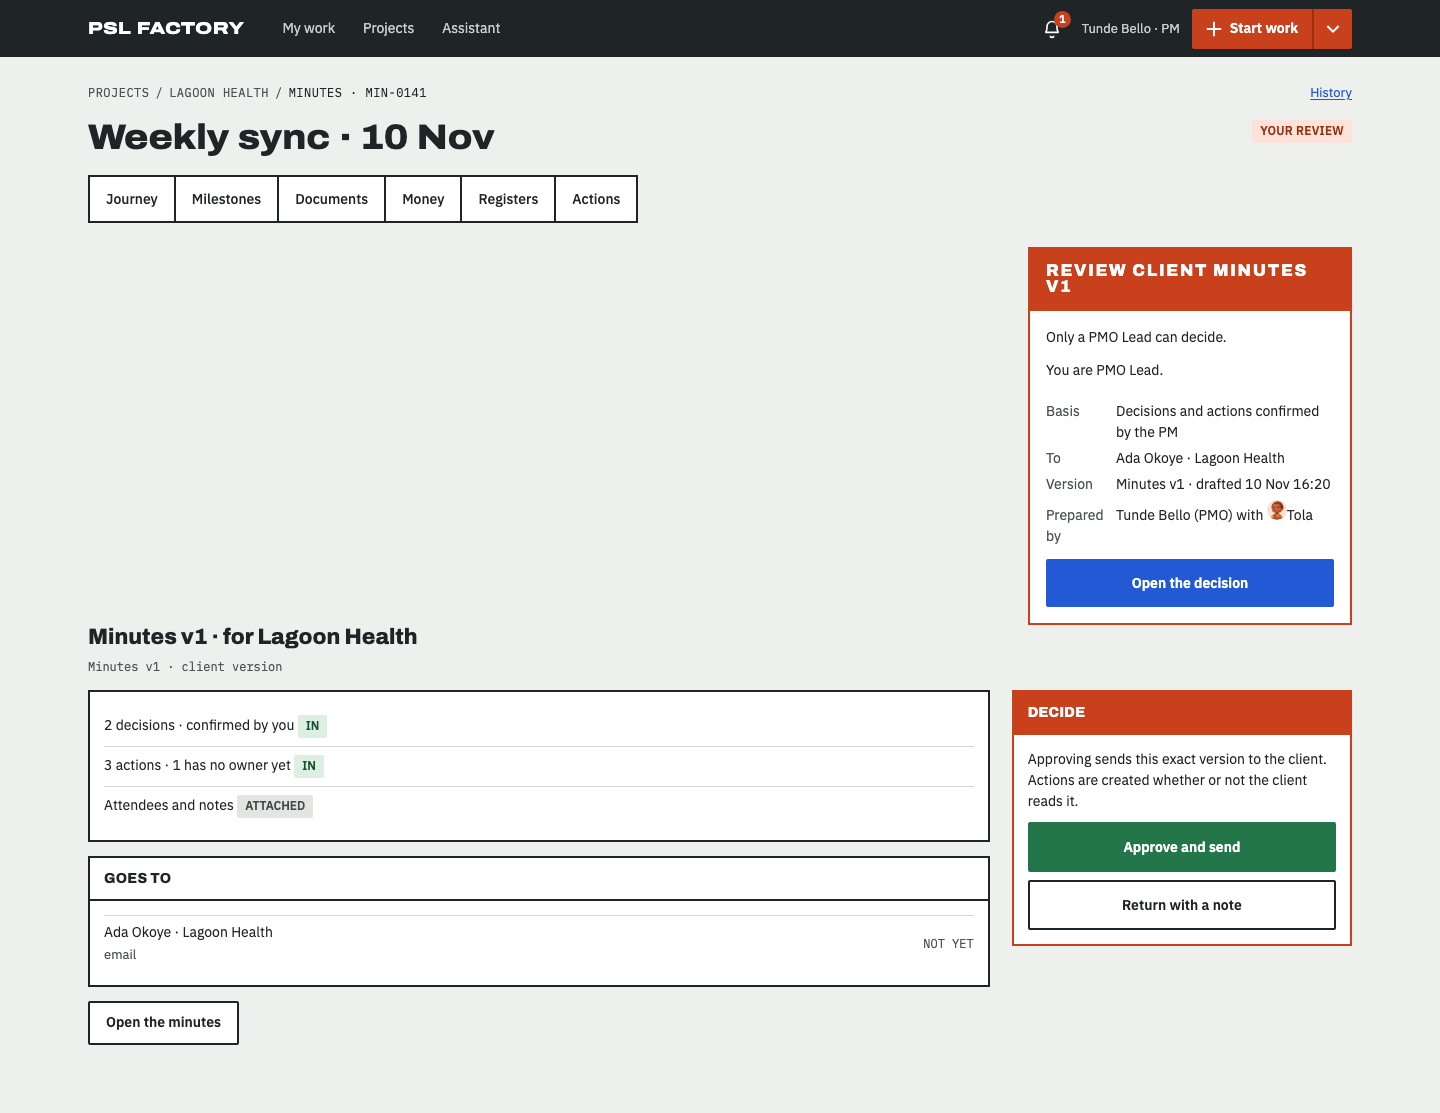 PSL FACTORY
My work
Projects
Assistant
1
Tunde Bello · PM
Start work
PROJECTS / LAGOON HEALTH / MINUTES · MIN-0141
History
Weekly sync · 10 Nov
YOUR REVIEW
Journey
Milestones
Documents
Money
Registers
Actions
REVIEW CLIENT MINUTES
V1
Only a PMO Lead can decide.
You are PMO Lead.
Basis
Decisions and actions confirmed
by the PM
To
Ada Okoye · Lagoon Health
Version
Minutes v1 · drafted 10 Nov 16:20
Prepared
by
Tunde Bello (PMO) with Tola
Open the decision
Minutes v1 · for Lagoon Health
Minutes v1 · client version
2 decisions · confirmed by you IN
3 actions · 1 has no owner yet IN
Attendees and notes ATTACHED
GOES TO
Ada Okoye · Lagoon Health
email
NOT YET
Open the minutes
DECIDE
Approving sends this exact version to the client.
Actions are created whether or not the client
reads it.
Approve and send
Return with a note